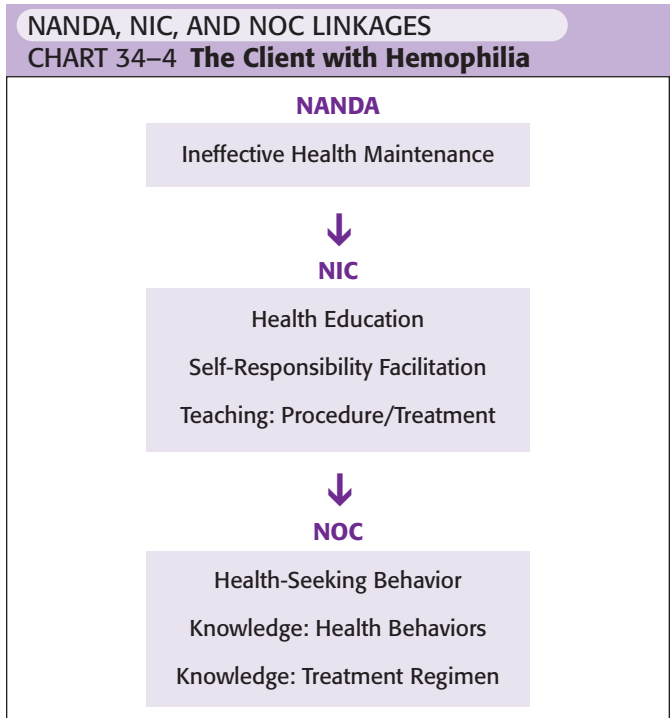 NANDA, NIC, AND NOC LINKAGES
CHART 34–4 The Client with Hemophilia
NANDA
Ineffective Health Maintenance
NIC
Health Education
Self-Responsibility Facilitation
Teaching: Procedure/Treatment
NOC
Health-Seeking Behavior
Knowledge: Health Behaviors
Knowledge: Treatment Regimen